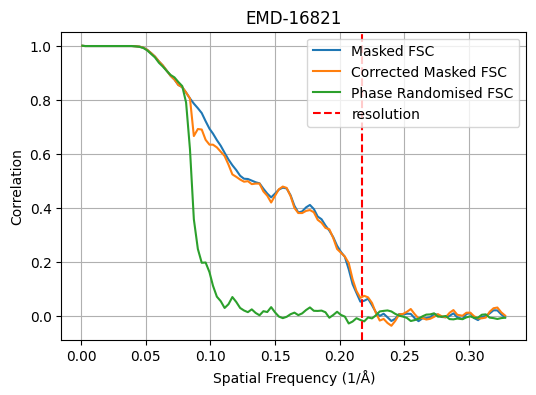 EMD-16821
Masked FSC
Corrected Masked FSC
Phase Randomised FSC
resolution
Correlation
1.0
0.8
0.6
0.4
0.2
0.0
0.00 0.05 0.10 0.15 0.20 0.25 0.30
Spatial Frequency (1/Å)